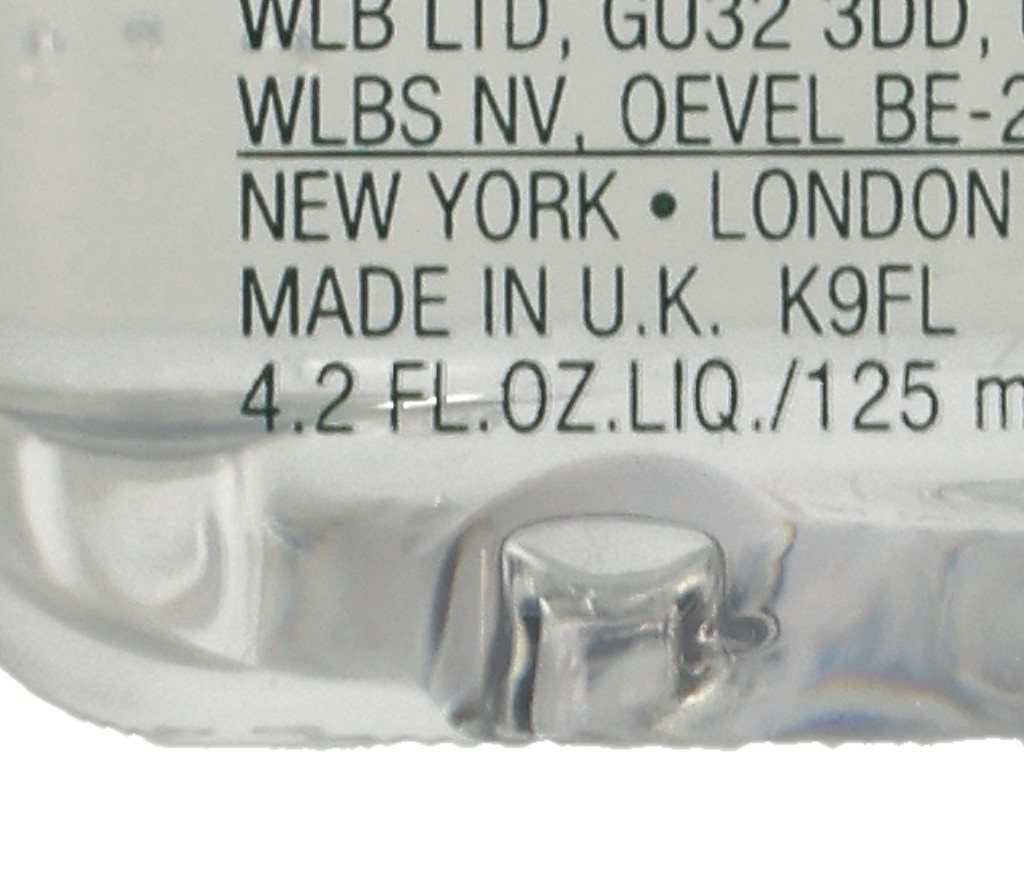 WLB LTD, GU32 3DD,
WLBS NV, OEVEL BE-2
NEW YORK • LONDON
MADE IN U.K. K9FL
4.2 FL.OZ.LIQ./125 m